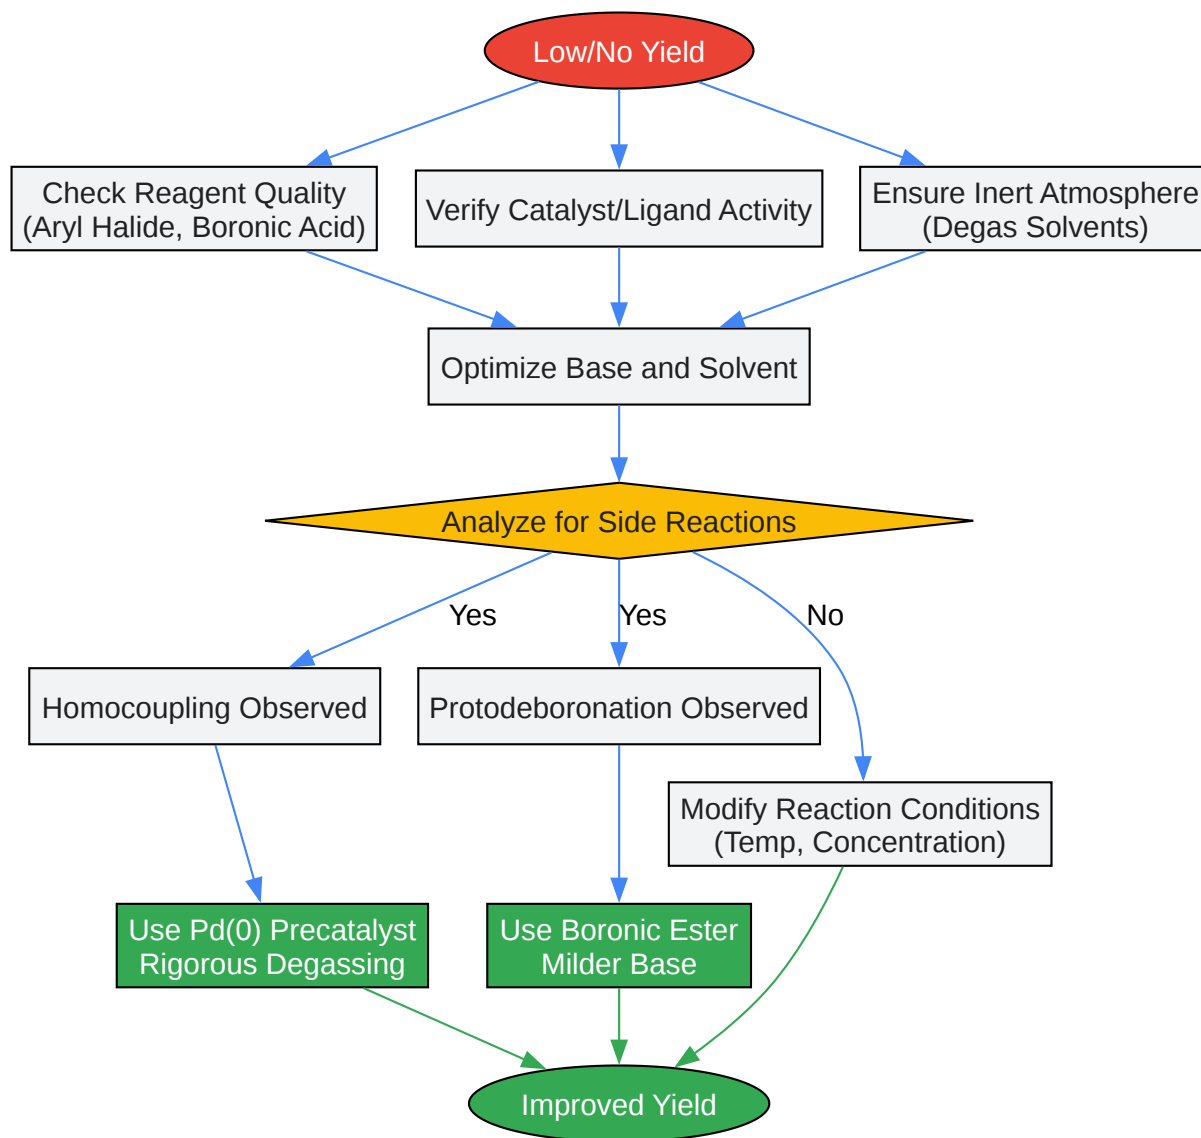 Low/No Yield
Check Reagent Quality
(Aryl Halide, Boronic Acid)
Verify Catalyst/Ligand Activity
Ensure Inert Atmosphere
(Degas Solvents)
Optimize Base and Solvent
Analyze for Side Reactions
Yes
Yes
No
Homocoupling Observed
Protodeboronation Observed
Modify Reaction Conditions
(Temp, Concentration)
Use Pd(0) Precatalyst
Rigorous Degassing
Use Boronic Ester
Milder Base
Improved Yield